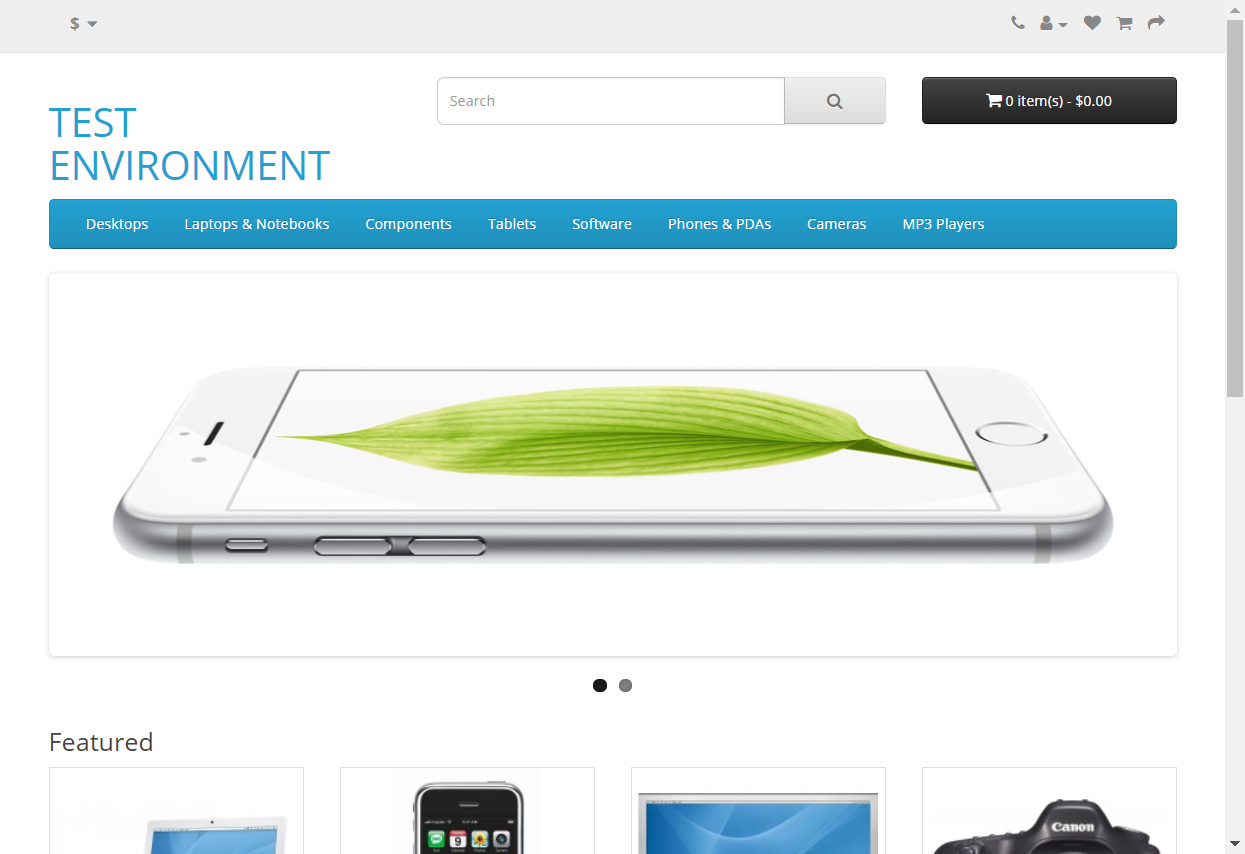 $
Search
0 item(s) - $0.00
TEST
ENVIRONMENT
Desktops Laptops & Notebooks Components Tablets Software Phones & PDAs Cameras MP3 Players
Featured
Canon